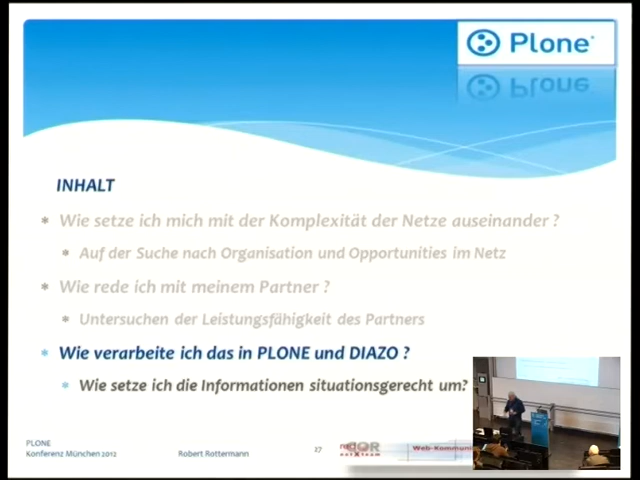 Plone
INHALT
* Wie setze ich mich mit der Komplexität der Netze auseinander ?
* Auf der Suche nach Organisation und Opportunities im Netz
* Wie rede ich mit meinem Partner ?
* Untersuchen der Leistungsfähigkeit des Partners
* Wie verarbeite ich das in PLONE und DIAZO ?
* Wie setze ich die Informationen situationsgerecht um?
PLONE
Konferenz München 2012
Robert Rottermann
27